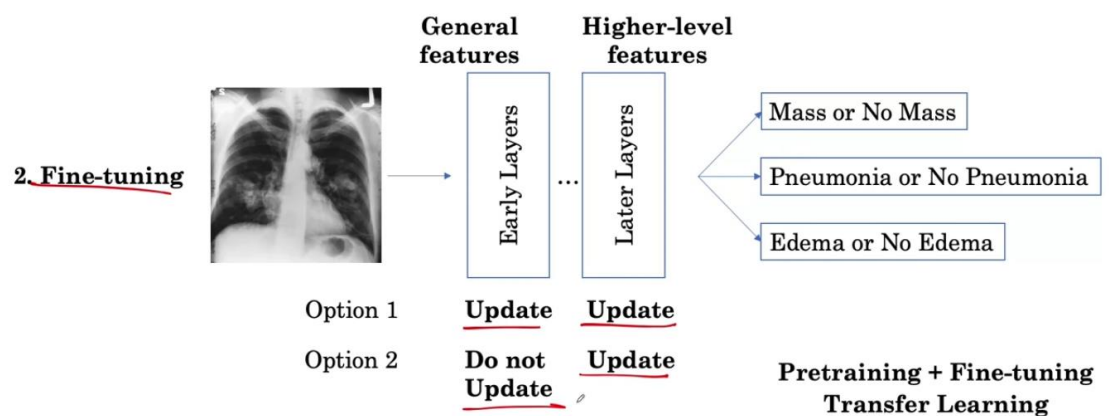 General
features
Higher-level
features
2. Fine-tuning
Early Layers
...
Later Layers
Mass or No Mass
Pneumonia or No Pneumonia
Edema or No Edema
Option 1 Update Update
Option 2 Do not Update
Update
Pretraining + Fine-tuning
Transfer Learning